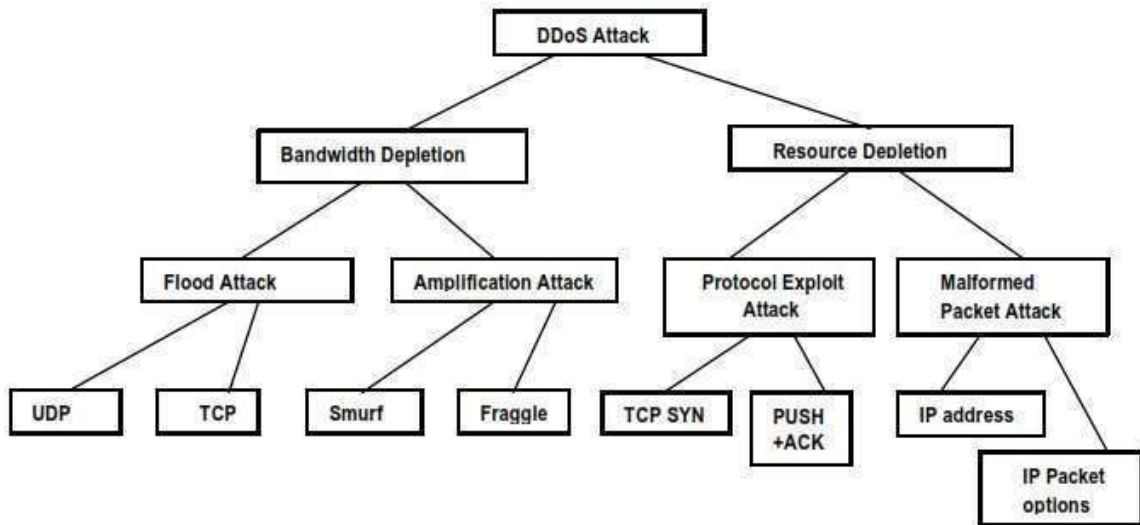 DDoS Attack
Bandwidth Depletion
Resource Depletion
Flood Attack
Amplification Attack
Protocol Exploit
Attack
Malformed
Packet Attack
UDP
TCP
Smurf
Fraggle
TCP SYN
PUSH
+ACK
IP address
IP Packet
options